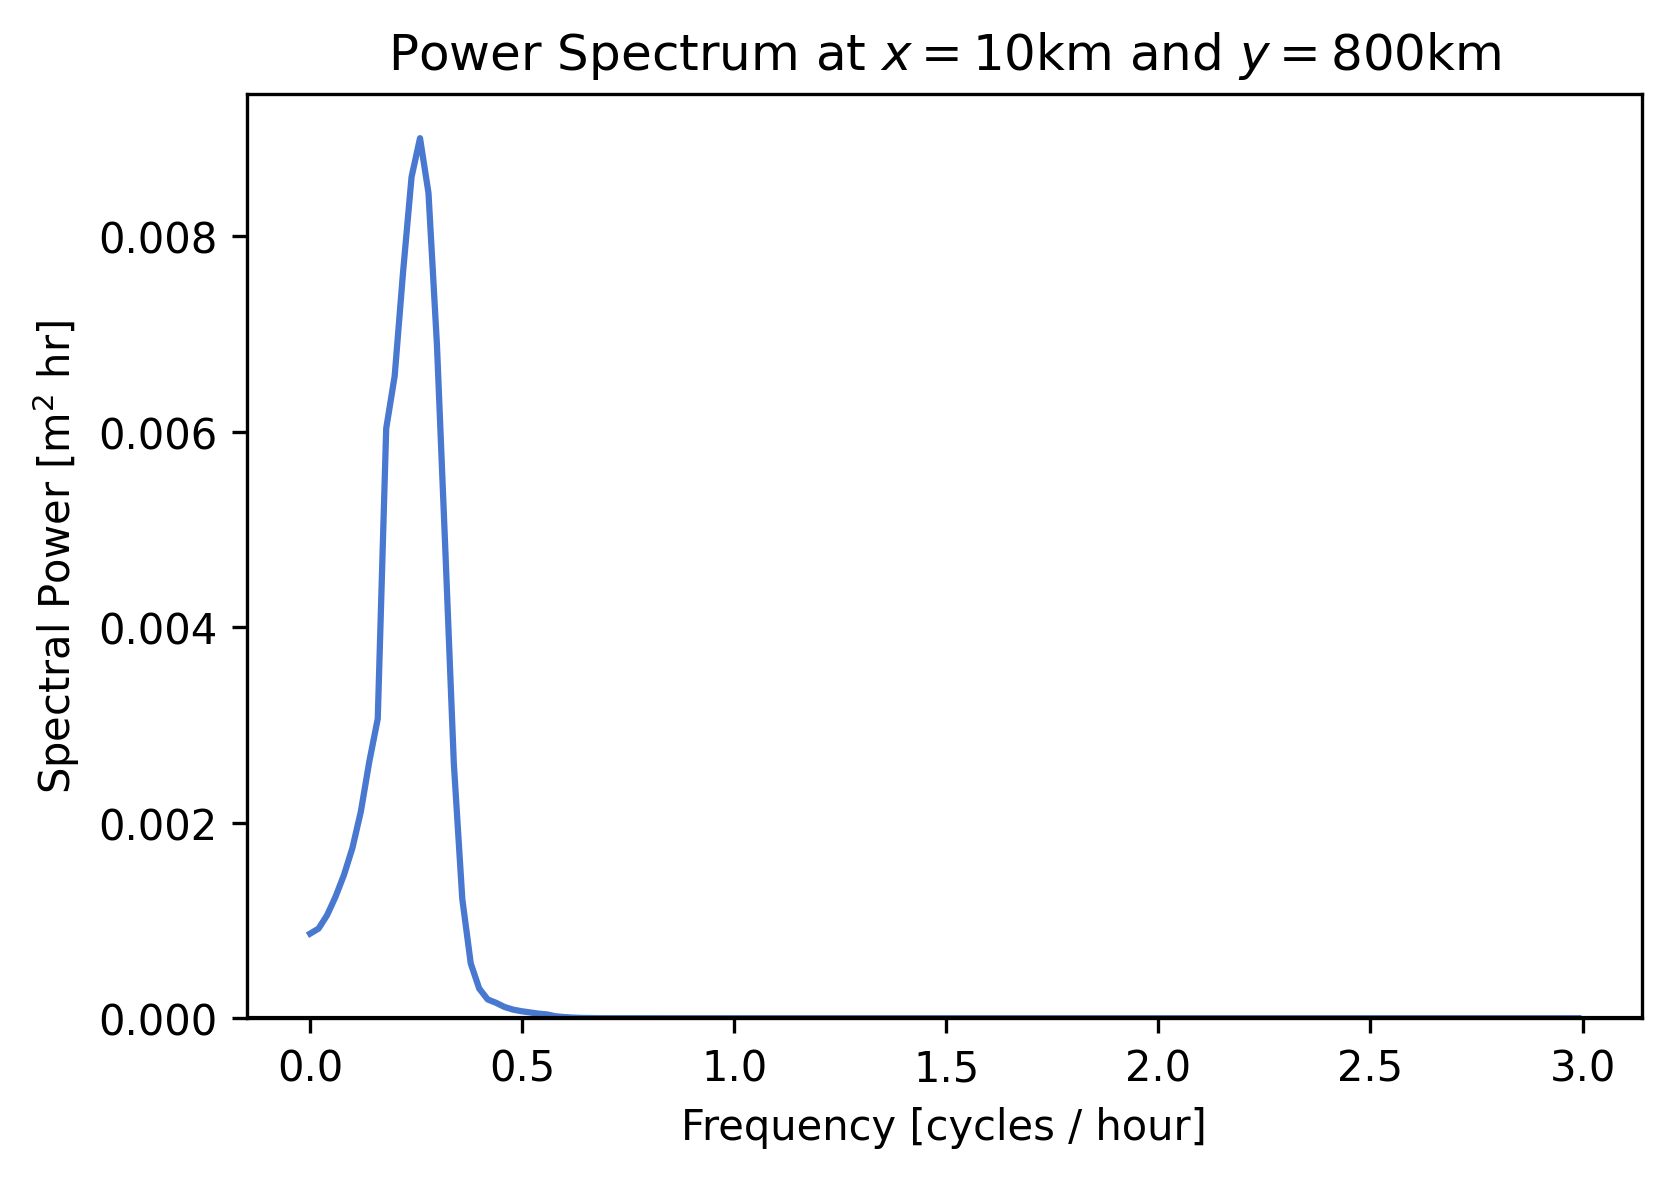 Power Spectrum at x = 10km and y = 800km
Spectral Power [m² hr]
0.008
0.006
0.004
0.002
0.000
0.0 0.5 1.0 1.5 2.0 2.5 3.0
Frequency [cycles / hour]